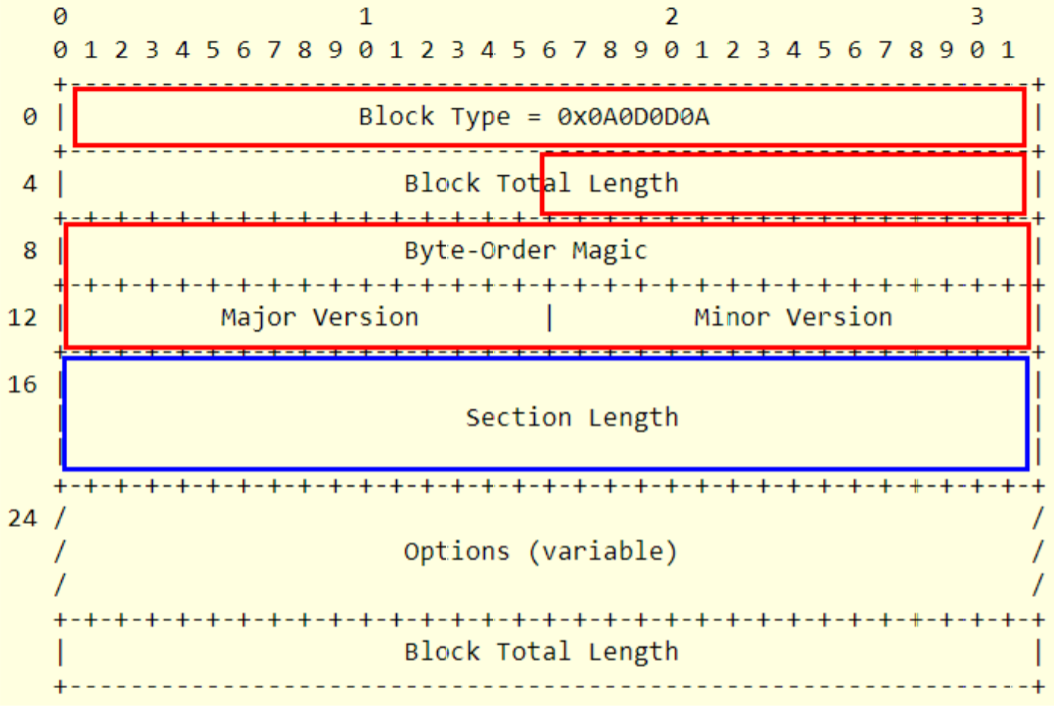 0 1 2 3
0 1 2 3 4 5 6 7 8 9 0 1 2 3 4 5 6 7 8 9 0 1 2 3 4 5 6 7 8 9 0 1
+---------------------------------------------------------------+
0 | Block Type = 0x0A0D0D0A |
+---------------------------------------------------------------+
4 | Block Total Length |
+-+-+-+-+-+-+-+-+-+-+-+-+-+-+-+-+-+-+-+-+-+-+-+-+-+-+-+-+-+-+-+-+
8 | Byte-Order Magic |
+-+-+-+-+-+-+-+-+-+-+-+-+-+-+-+-+-+-+-+-+-+-+-+-+-+-+-+-+-+-+-+-+
12 | Major Version | Minor Version |
+-+-+-+-+-+-+-+-+-+-+-+-+-+-+-+-+-+-+-+-+-+-+-+-+-+-+-+-+-+-+-+-+
16 | |
| Section Length |
| |
+-+-+-+-+-+-+-+-+-+-+-+-+-+-+-+-+-+-+-+-+-+-+-+-+-+-+-+-+-+-+-+-+
24 / /
/ Options (variable) /
/ /
+-+-+-+-+-+-+-+-+-+-+-+-+-+-+-+-+-+-+-+-+-+-+-+-+-+-+-+-+-+-+-+-+
| Block Total Length |
+---------------------------------------------------------------+